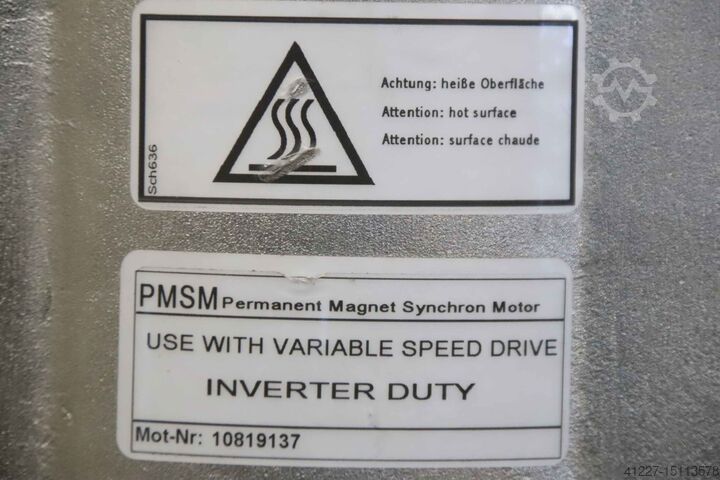 Achtung: heiße Oberfläche
Attention: hot surface
Attention: surface chaude
Sch636
PMSM Permanent Magnet Synchron Motor
USE WITH VARIABLE SPEED DRIVE
INVERTER DUTY
Mot-Nr: 10819137
41227-15113578